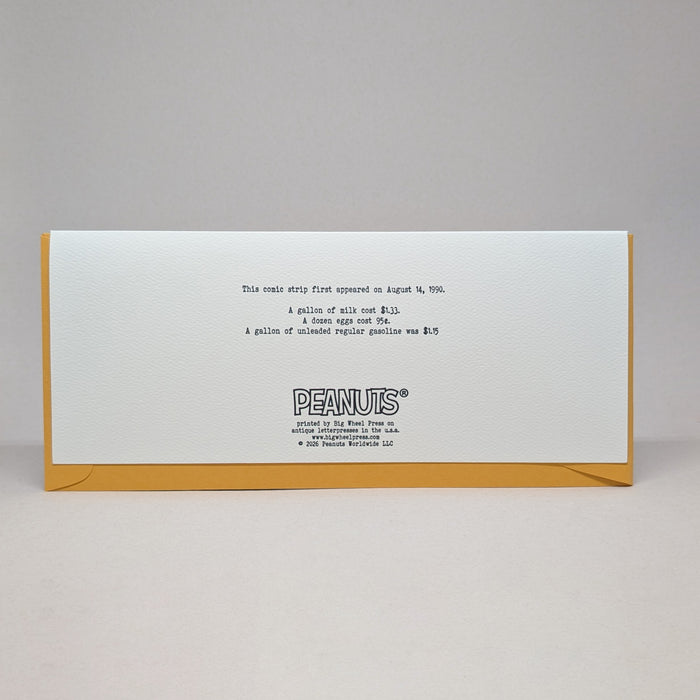 This comic strip first appeared on August 14, 1990.
A gallon of milk cost $1.33.
A dozen eggs cost 95¢.
A gallon of unleaded regular gasoline was $1.15
PEANUTS®
printed by Big Wheel Press on
antique letterpresses in the u.s.a.
www.bigwheelpress.com
© 2026 Peanuts Worldwide LLC